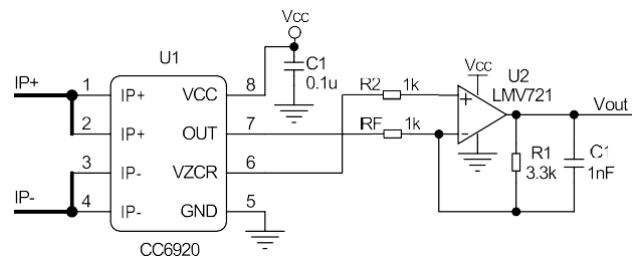 Vcc
U1
C1
0.1u
IP+
1 IP+ VCC 8
2 IP+ OUT 7
3 IP- VZCR 6
IP-
4 IP- GND 5
CC6920
R2 1k
RF 1k
Vcc
U2
LMV721
+
-
Vout
R1
3.3k
C1
1nF